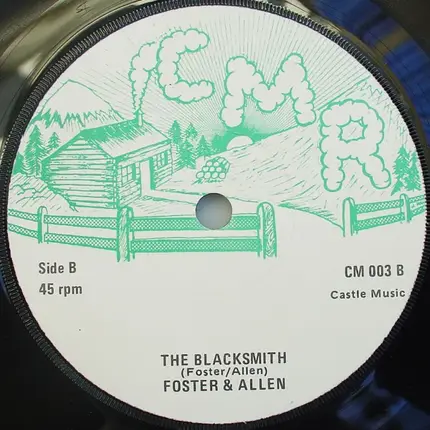 CMR
Side B
45 rpm
CM 003 B
Castle Music
THE BLACKSMITH
(Foster/Allen)
FOSTER & ALLEN